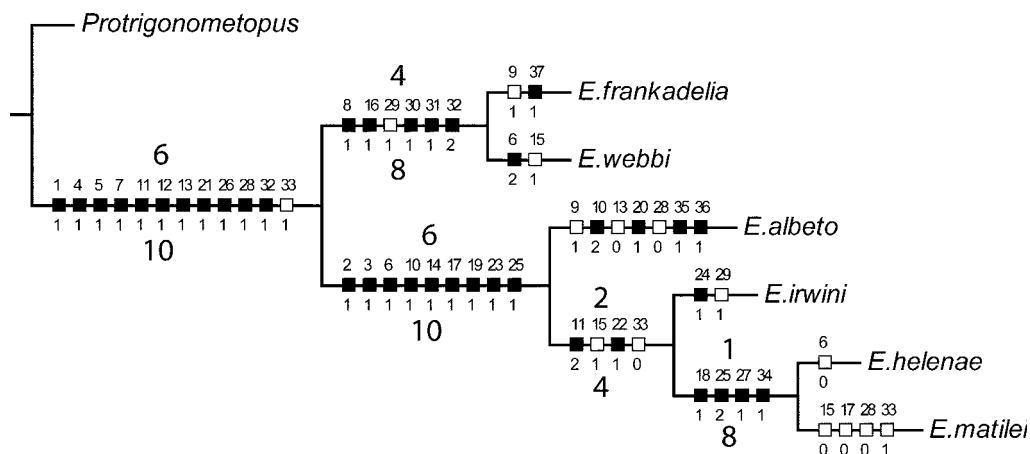 Protrigonometopus
4
9 37
8 16 29 30 31 32
E.frankadelia
1 1
1 1 1 1 1 2
6 15
8
E.webbi
2 1
6
1 4 5 7 11 12 13 21 26 28 32 33
1 1 1 1 1 1 1 1 1 1 1 1
10
9 10 13 20 28 35 36
E.albeto
1 2 0 1 0 1 1
6
2 3 6 10 14 17 19 23 25
1 1 1 1 1 1 1 1 1
10
24 29
E.irwini
1 1
2
11 15 22 33
2 1 1 0
4
1
6
E.helenae
0
18 25 27 34
1 2 1 1
8
15 17 28 33
E.matilei
0 0 0 1